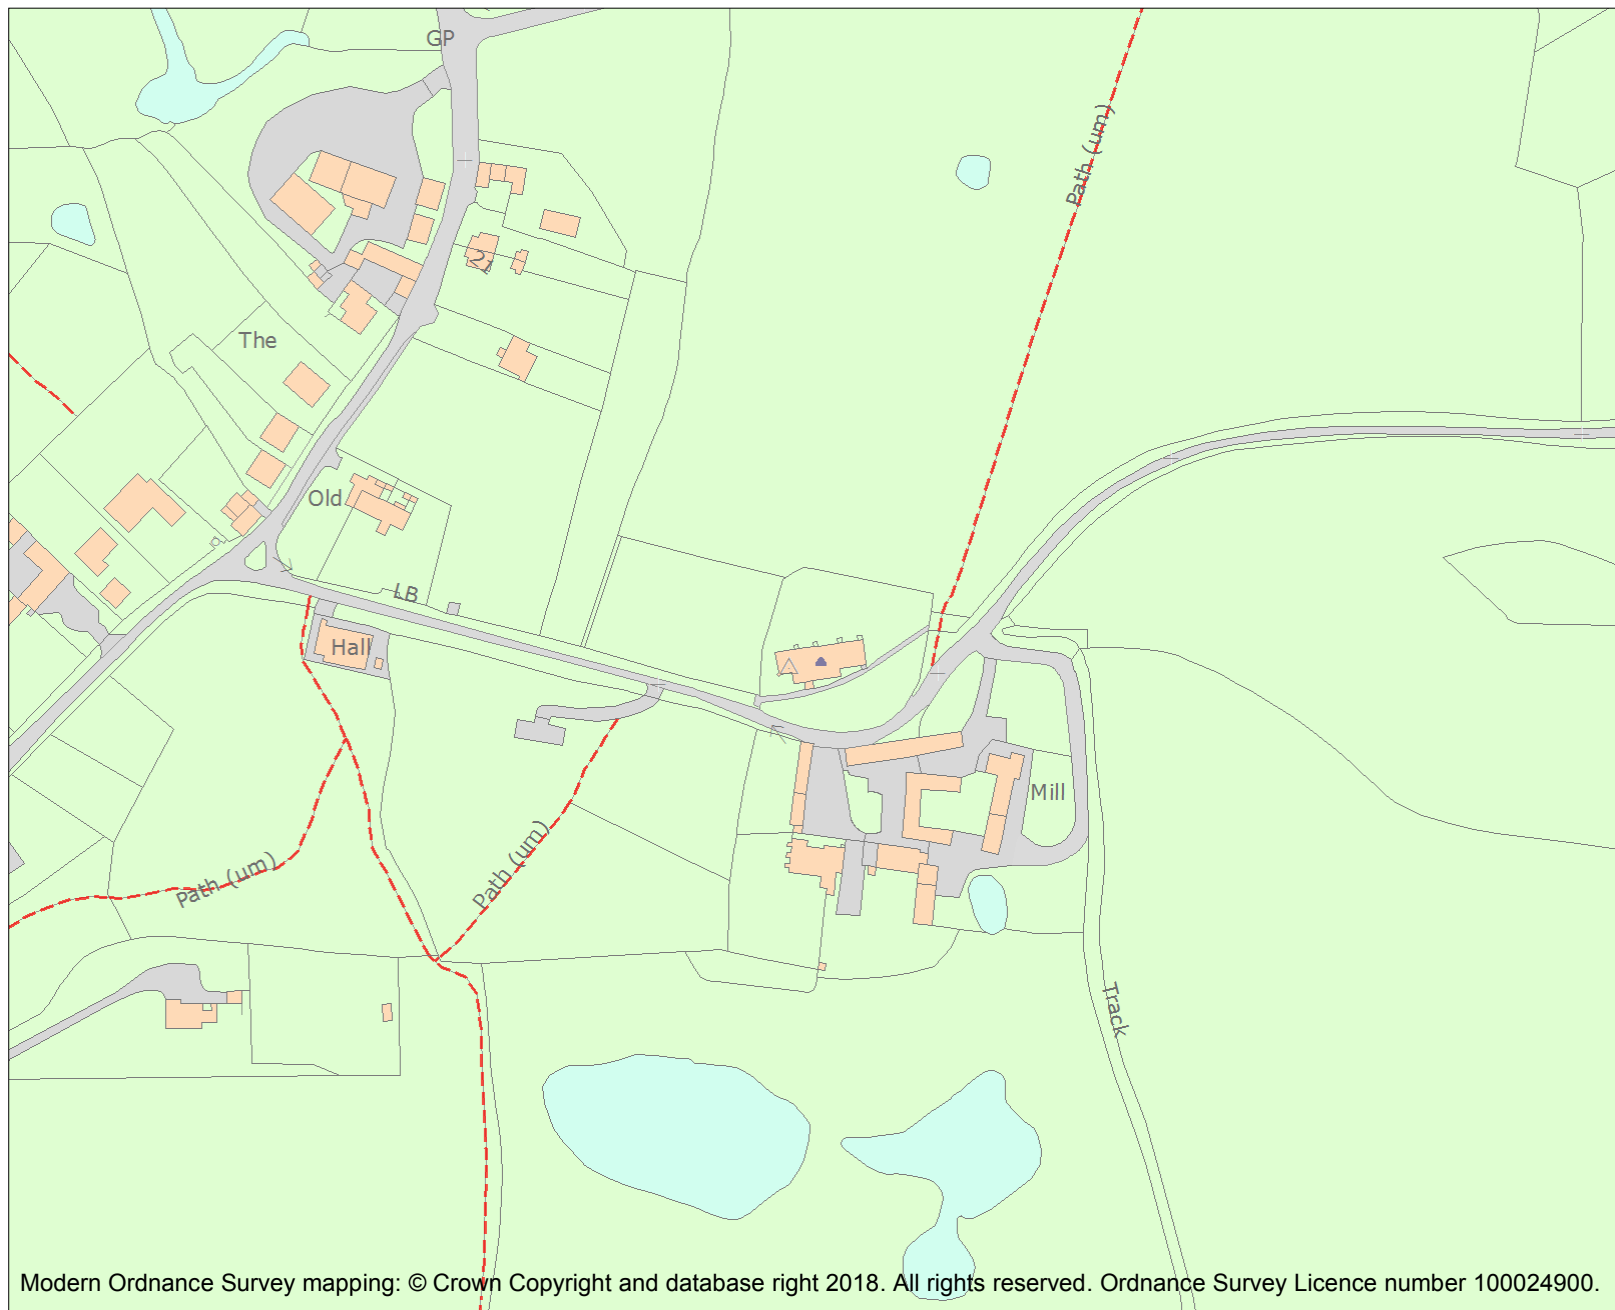 GP
Path (um)
21
The
Old
LB
Hall
Mill
Path (um)
Path (um)
Track
Modern Ordnance Survey mapping: © Crown Copyright and database right 2018. All rights reserved. Ordnance Survey Licence number 100024900.